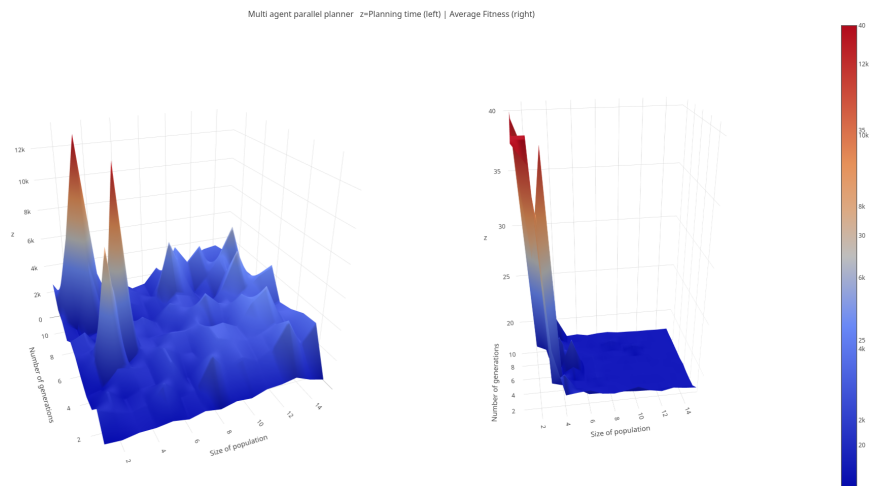 Multi agent parallel planner z=Planning time (left) | Average Fitness (right)
12k
10k
8k
6k
4k
2k
0
z
10
8
6
4
2
Number of generations
2
4
6
8
10
12
14
Size of population
40
35
30
25
20
z
10
8
6
4
2
Number of generations
2
4
6
8
10
12
14
Size of population
40
12k
35
10k
8k
30
6k
25
4k
2k
20